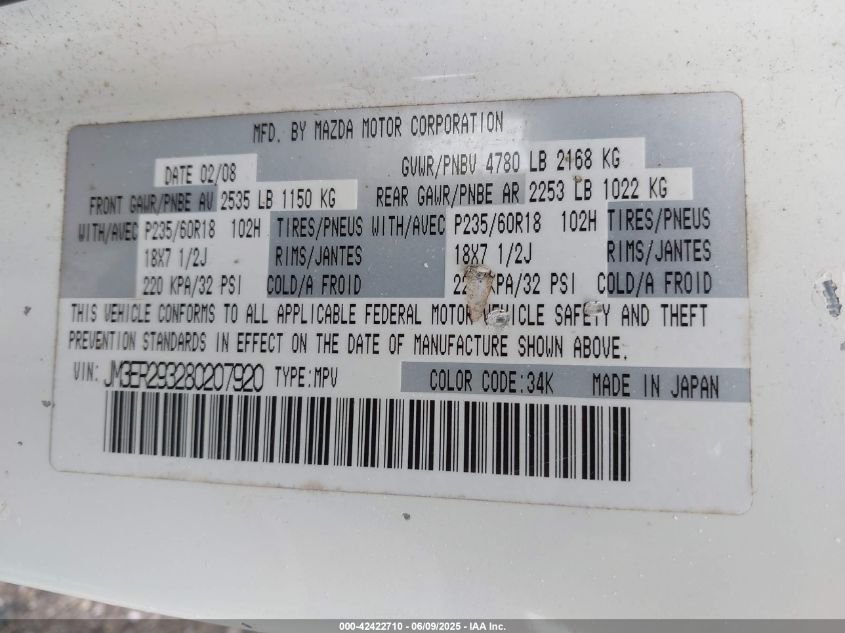 MFD. BY MAZDA MOTOR CORPORATION
DATE 02/08 GVWR/PNBV 4780 LB 2168 KG
FRONT GAWR/PNBE AV 2535 LB 1150 KG REAR GAWR/PNBE AR 2253 LB 1022 KG
WITH/AVEC P235/60R18 102H TIRES/PNEUS WITH/AVEC P235/60R18 102H TIRES/PNEUS
18X7 1/2J RIMS/JANTES 18X7 1/2J RIMS/JANTES
220 KPA/32 PSI COLD/A FROID 220 KPA/32 PSI COLD/A FROID
THIS VEHICLE CONFORMS TO ALL APPLICABLE FEDERAL MOTOR VEHICLE SAFETY AND THEFT
PREVENTION STANDARDS IN EFFECT ON THE DATE OF MANUFACTURE SHOWN ABOVE.
VIN: JM3ER293280207920 TYPE:MPV COLOR CODE:34K MADE IN JAPAN
000-42422710 - 06/09/2025 - IAA Inc.